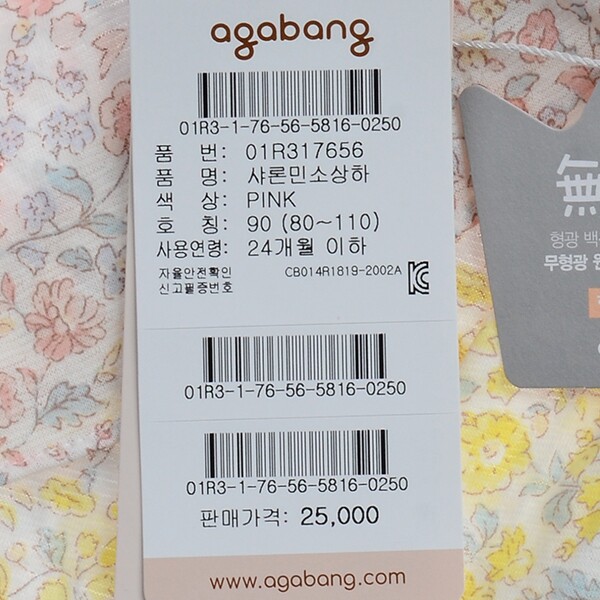 agabang
01R3-1-76-56-5816-0250
품 번: 01R317656
품 명: 샤론민소상하
색 상: PINK
호 칭: 90 (80~110)
사용연령: 24개월 이하
자율안전확인 CB014R1819-2002A
신고필증번호
01R3-1-76-56-5816-0250
01R3-1-76-56-5816-0250
판매가격: 25,000
www.agabang.com
無
형광 백
무형광 원